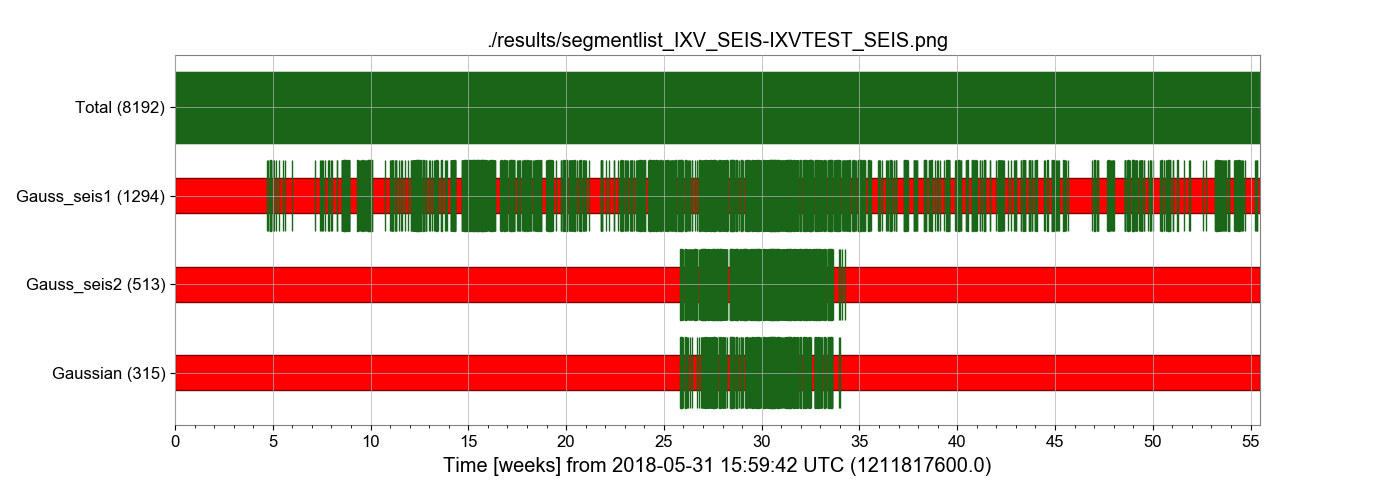 ./results/segmentlist_IXV_SEIS-IXVTEST_SEIS.png
Total (8192)
Gauss_seis1 (1294)
Gauss_seis2 (513)
Gaussian (315)
0 5 10 15 20 25 30 35 40 45 50 55
Time [weeks] from 2018-05-31 15:59:42 UTC (1211817600.0)